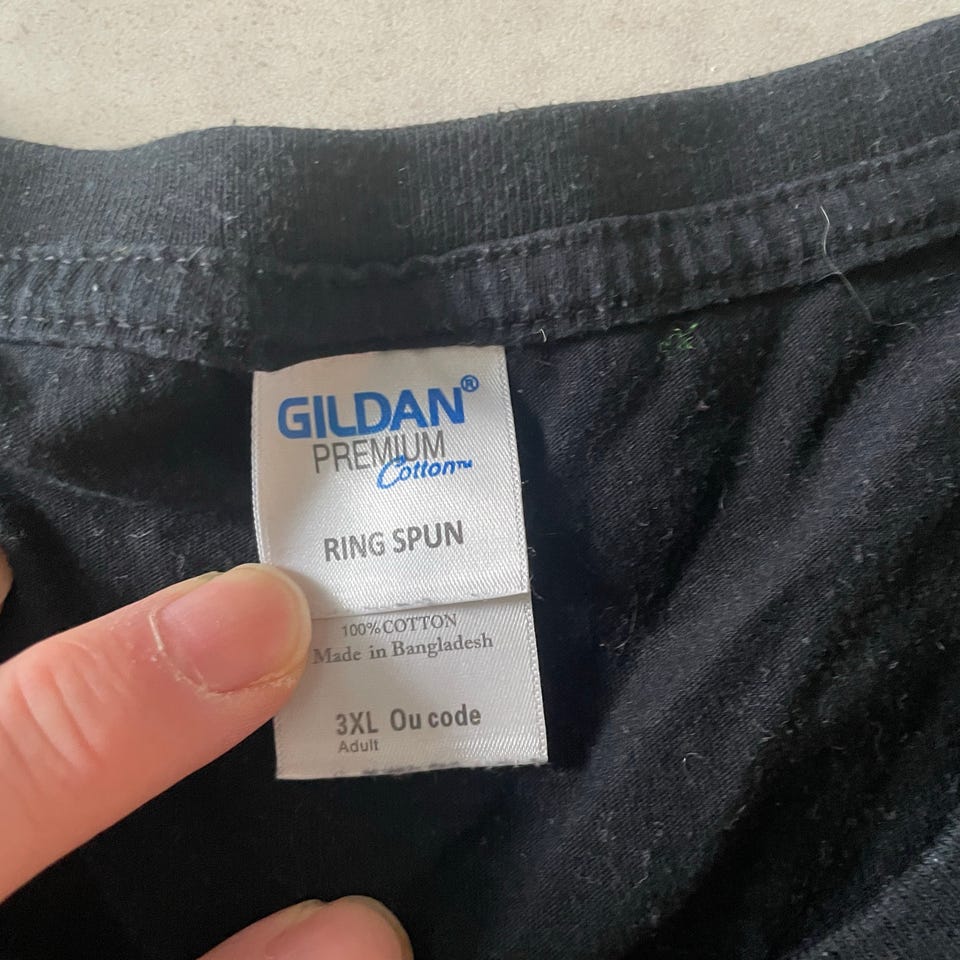 GILDAN®
PREMIUM
Cotton™
RING SPUN
100% COTTON
Made in Bangladesh
3XL Ou code
Adult